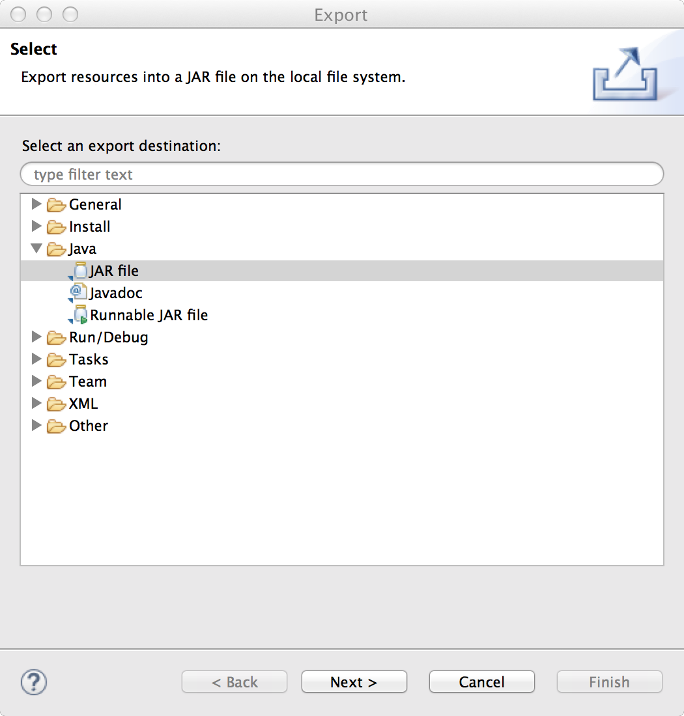 Export
Select
Export resources into a JAR file on the local file system.
Select an export destination:
type filter text
General
Install
Java
JAR file
Javadoc
Runnable JAR file
Run/Debug
Tasks
Team
XML
Other
? < Back Next > Cancel Finish